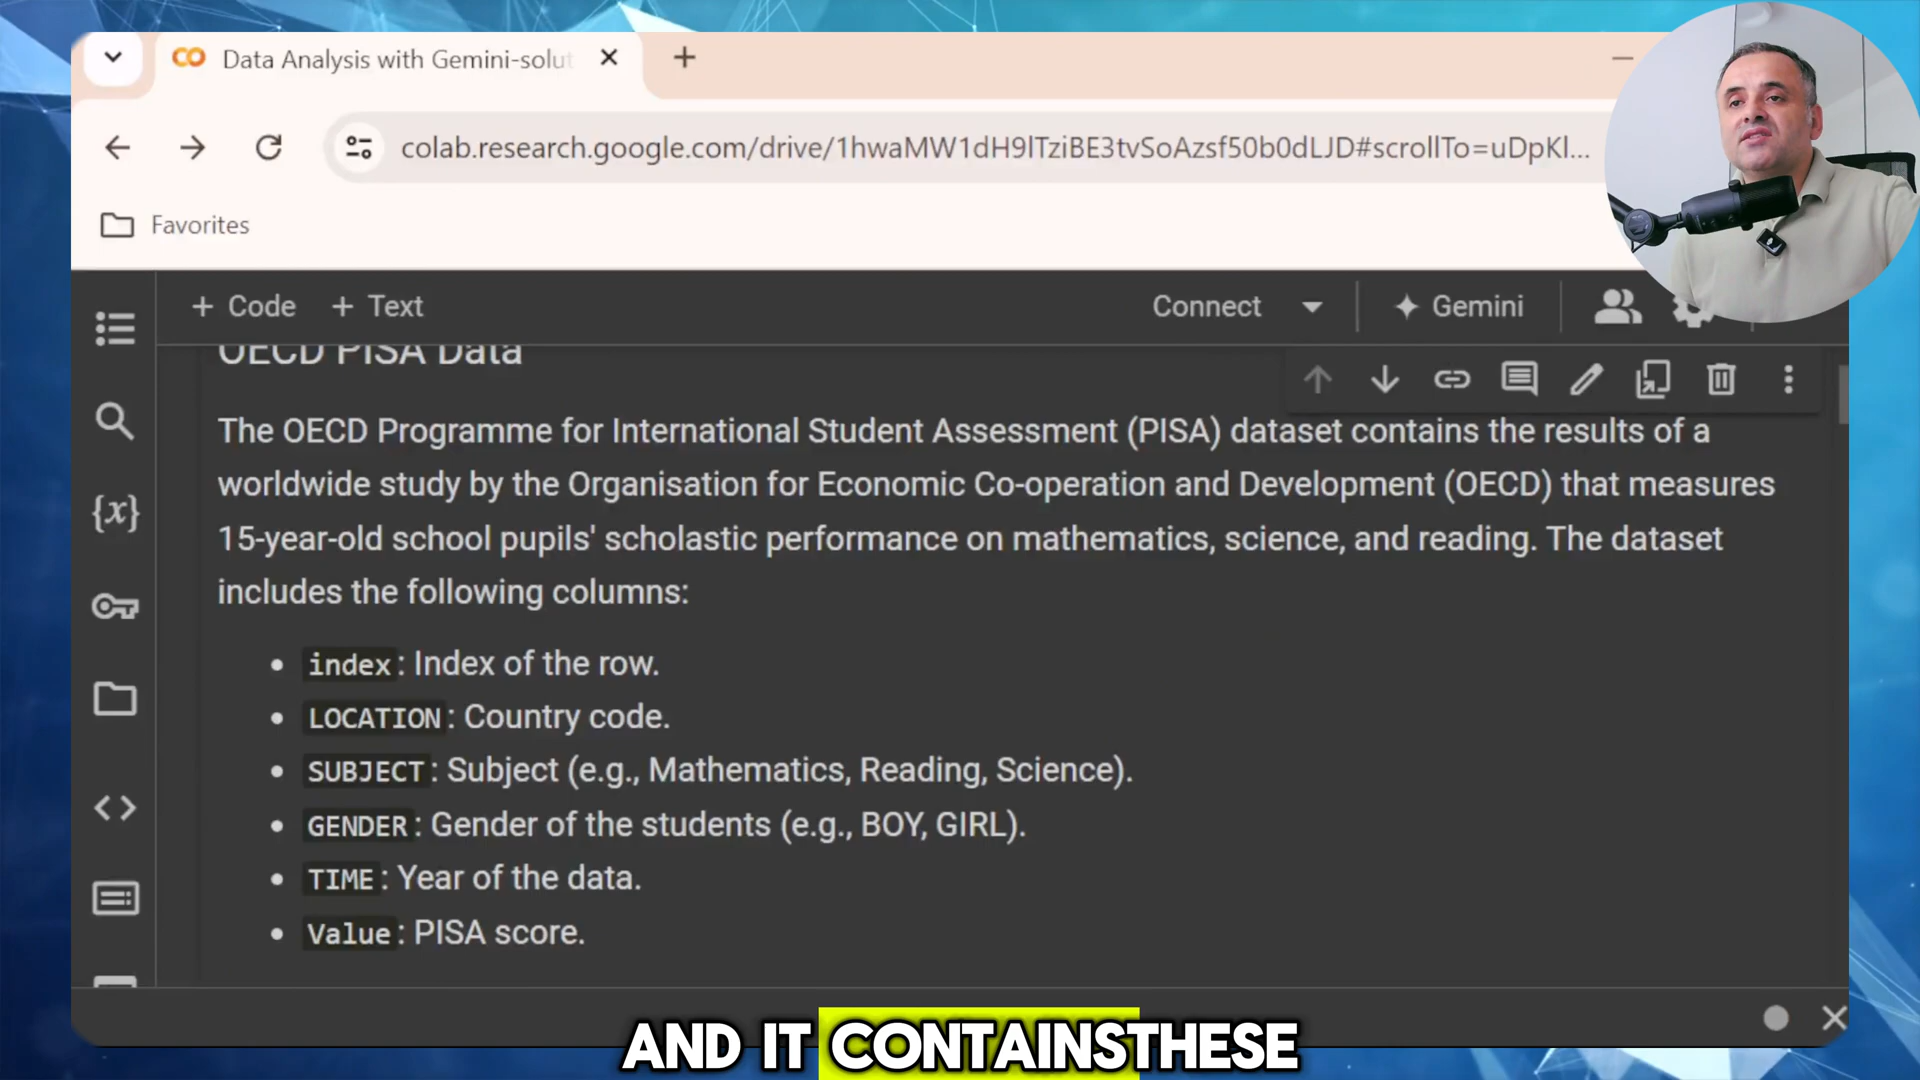 Data Analysis with Gemini-solut
colab.research.google.com/drive/1hwaMW1dH9lTziBE3tvSoAzsf50b0dLJD#scrollTo=uDpKl...
Favorites
+ Code + Text Connect Gemini
OECD PISA Data
The OECD Programme for International Student Assessment (PISA) dataset contains the results of a
worldwide study by the Organisation for Economic Co-operation and Development (OECD) that measures
15-year-old school pupils' scholastic performance on mathematics, science, and reading. The dataset
includes the following columns:
• index: Index of the row.
• LOCATION: Country code.
• SUBJECT: Subject (e.g., Mathematics, Reading, Science).
• GENDER: Gender of the students (e.g., BOY, GIRL).
• TIME: Year of the data.
• Value: PISA score.
AND IT CONTAINSTHESE